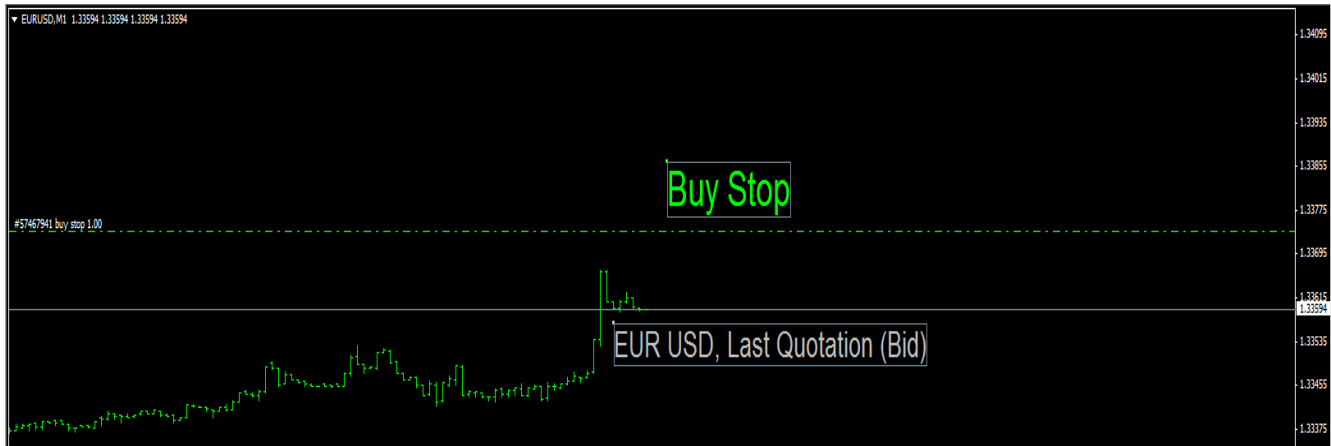 ▼ EURUSD,M1 1.33594 1.33594 1.33594 1.33594
1.34095
1.34015
1.33935
1.33855
Buy Stop
1.33775
#57467941 buy stop 1.00
1.33695
1.33615
1.33594
EUR USD, Last Quotation (Bid)
1.33535
1.33455
1.33375